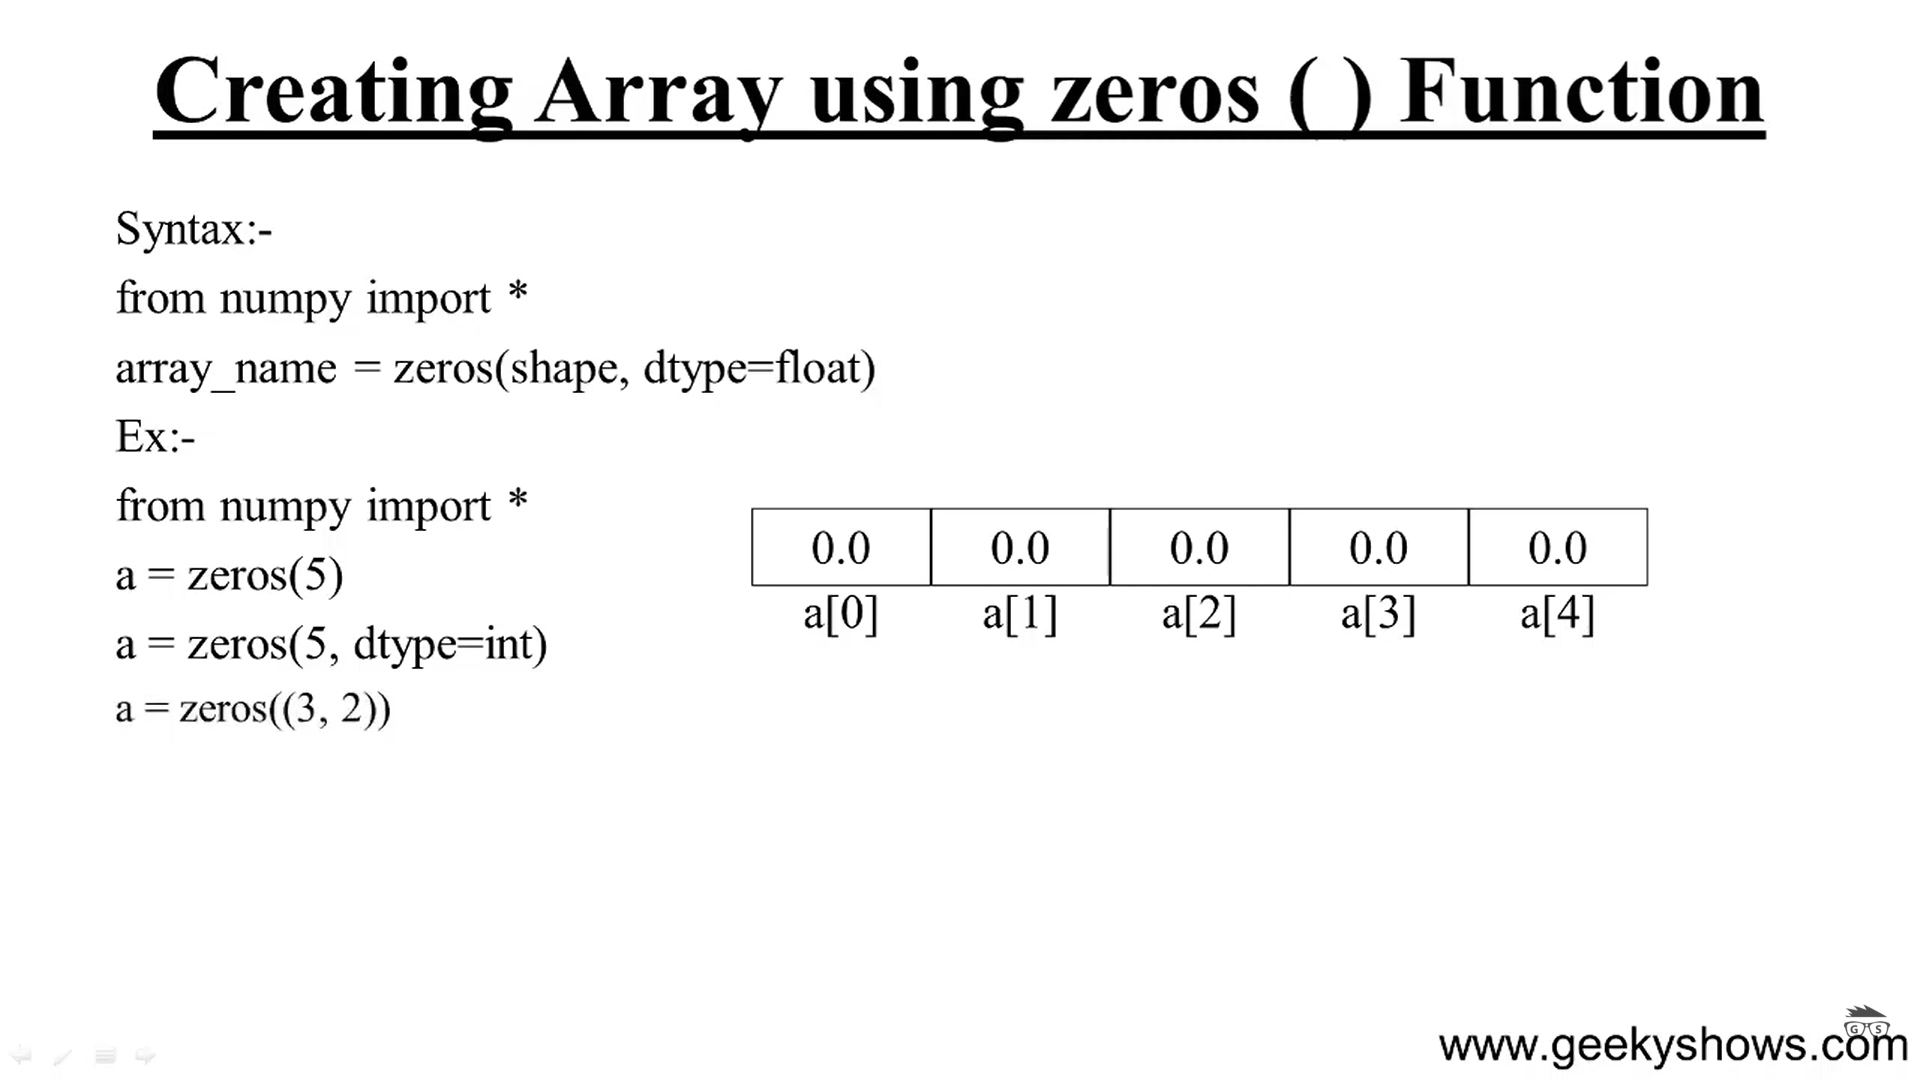 Creating Array using zeros ( ) Function
Syntax:-
from numpy import *
array_name = zeros(shape, dtype=float)
Ex:-
from numpy import *
a = zeros(5)
a = zeros(5, dtype=int)
a = zeros((3, 2))
0.0 0.0 0.0 0.0 0.0
a[0] a[1] a[2] a[3] a[4]
G S
www.geekyshows.com